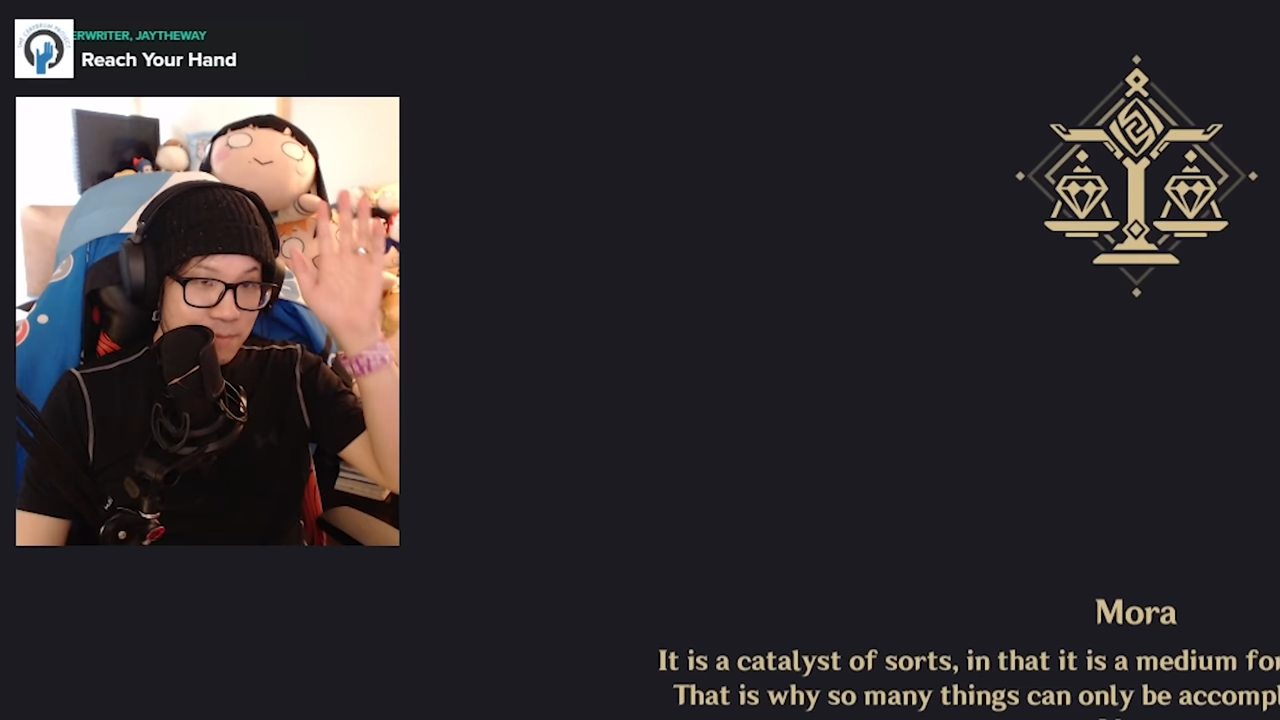 ERWRITER, JAYTHEWAY
Reach Your Hand
Mora
It is a catalyst of sorts, in that it is a medium for
That is why so many things can only be accompl